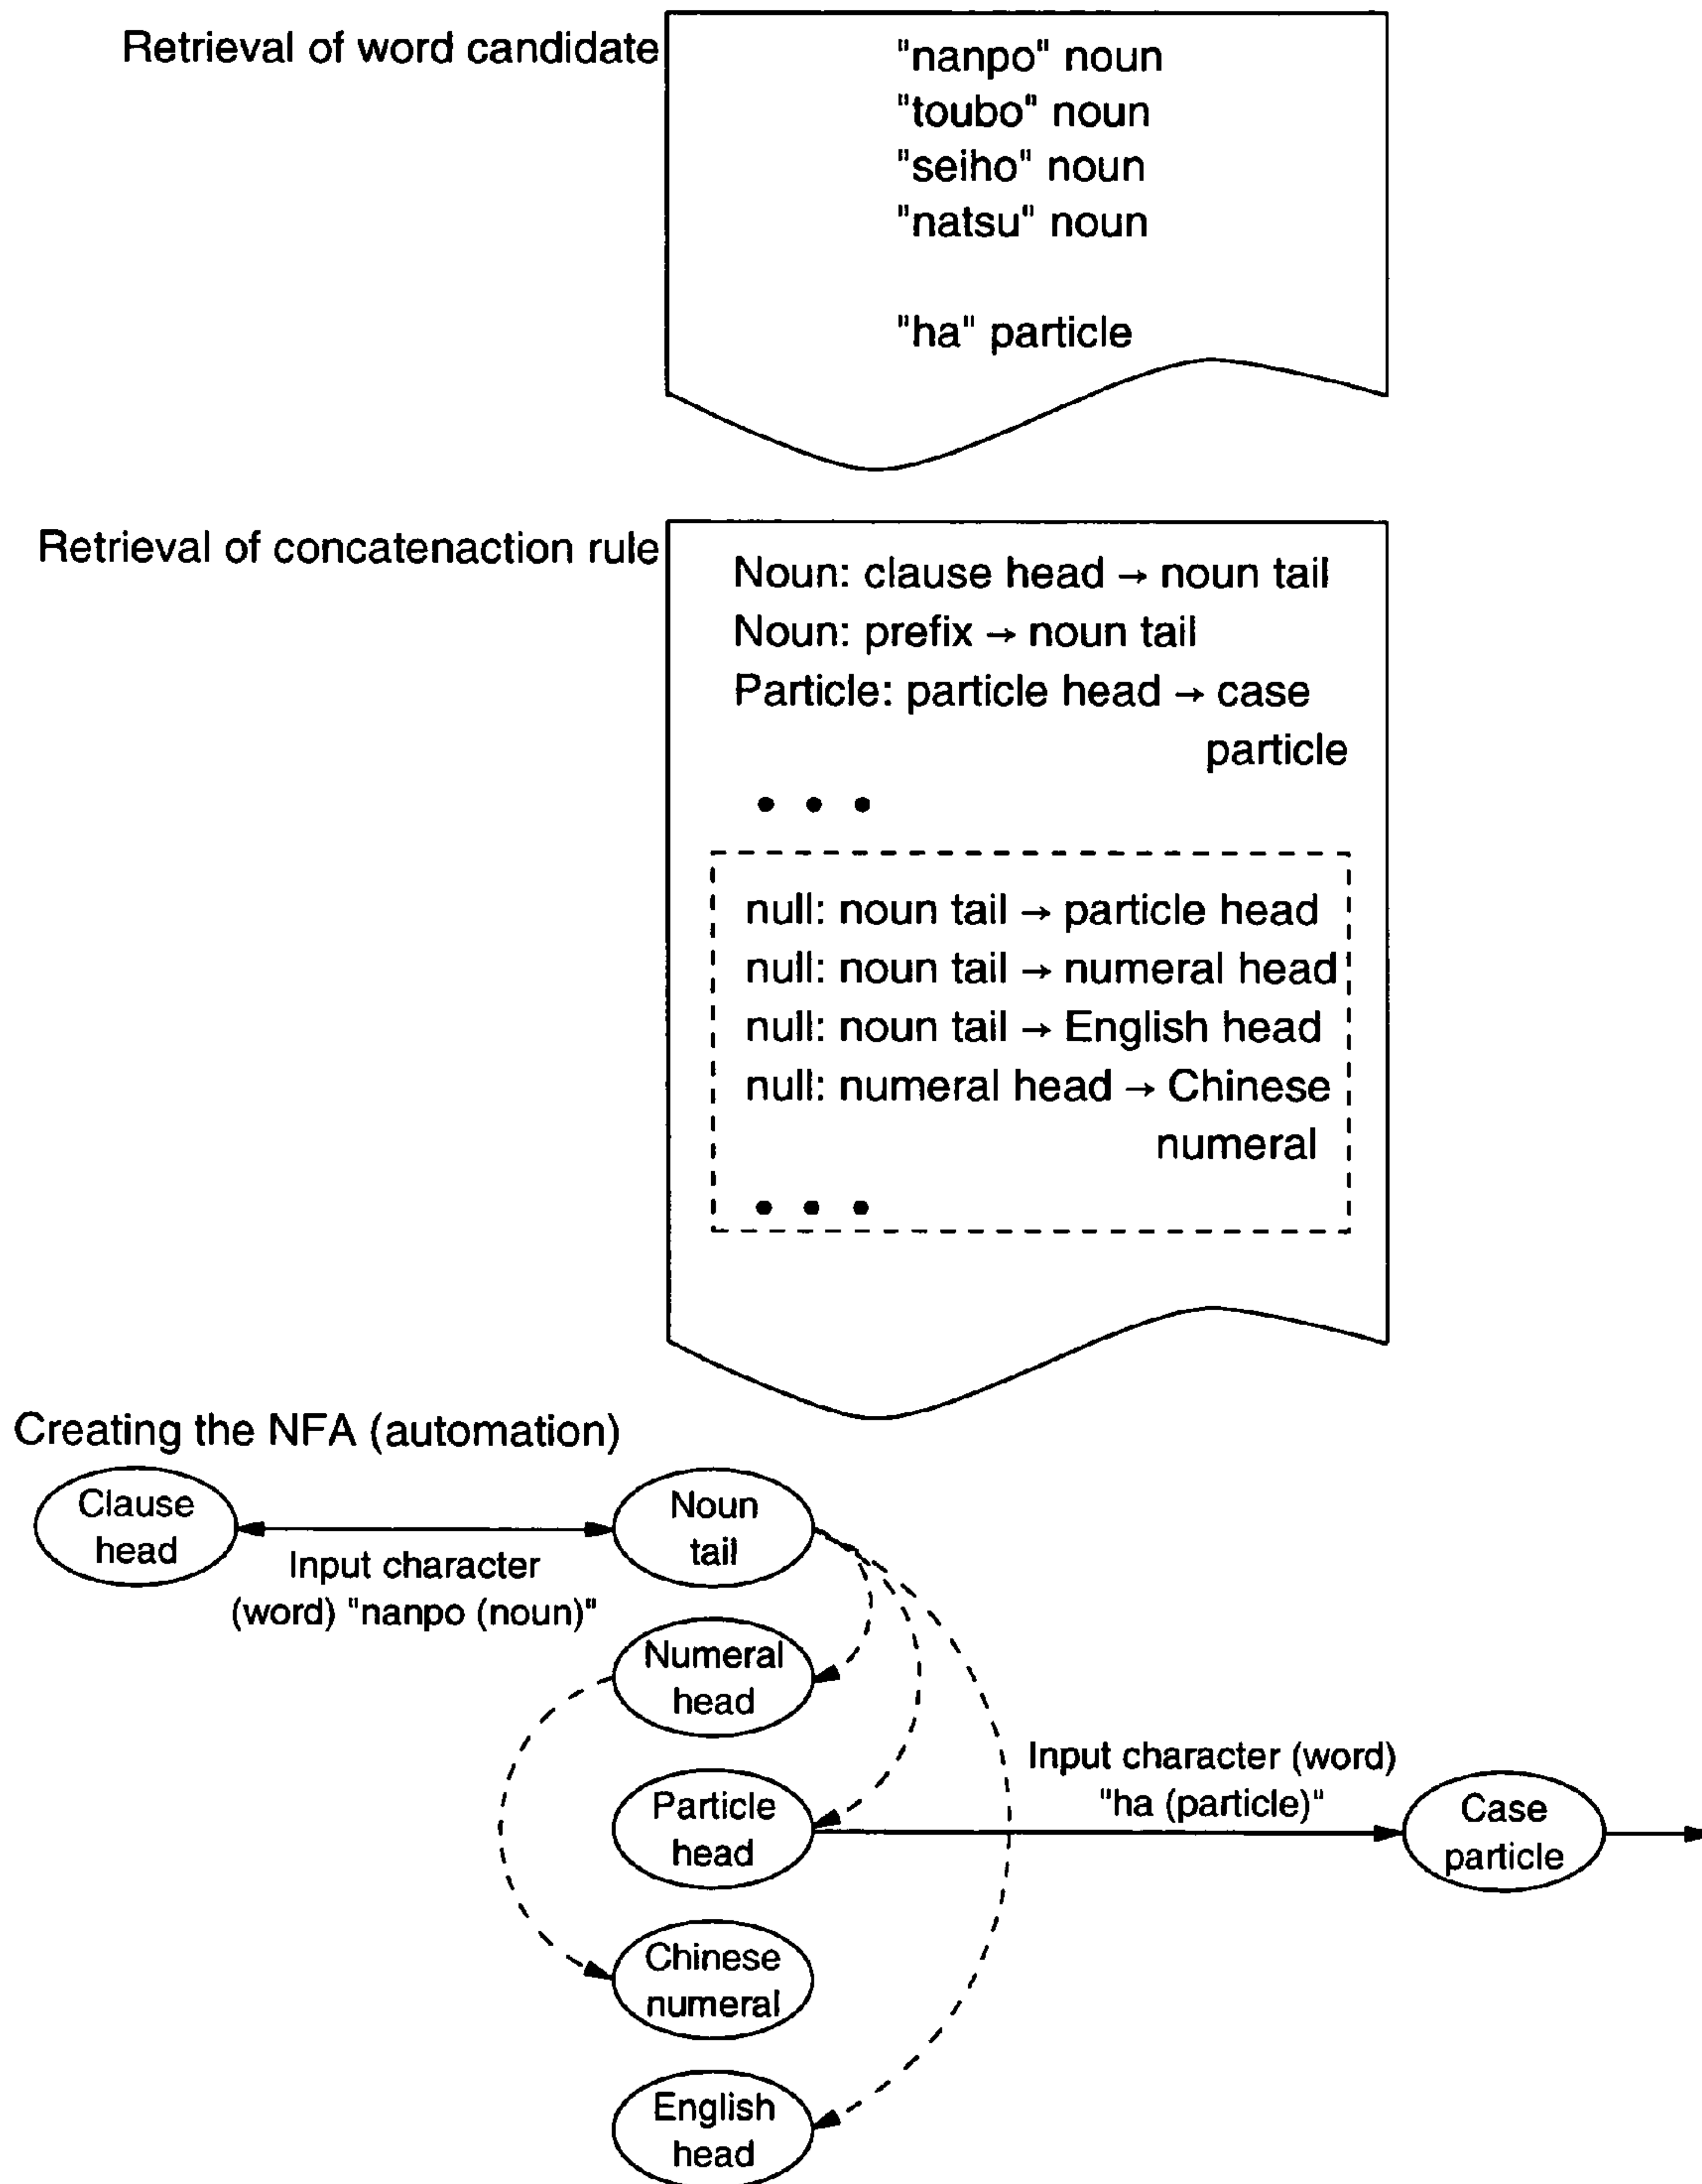 Retrieval of word candidate
"nanpo" noun
"toubo" noun
"seiho" noun
"natsu" noun
"ha" particle
Retrieval of concatenaction rule
Noun: clause head → noun tail
Noun: prefix → noun tail
Particle: particle head → case
particle
• • •
null: noun tail → particle head
null: noun tail → numeral head
null: noun tail → English head
null: numeral head → Chinese
numeral
• • •
Creating the NFA (automation)
Clause
head
Input character
(word) "nanpo (noun)"
Noun
tail
Numeral
head
Particle
head
Input character (word)
"ha (particle)"
Case
particle
Chinese
numeral
English
head